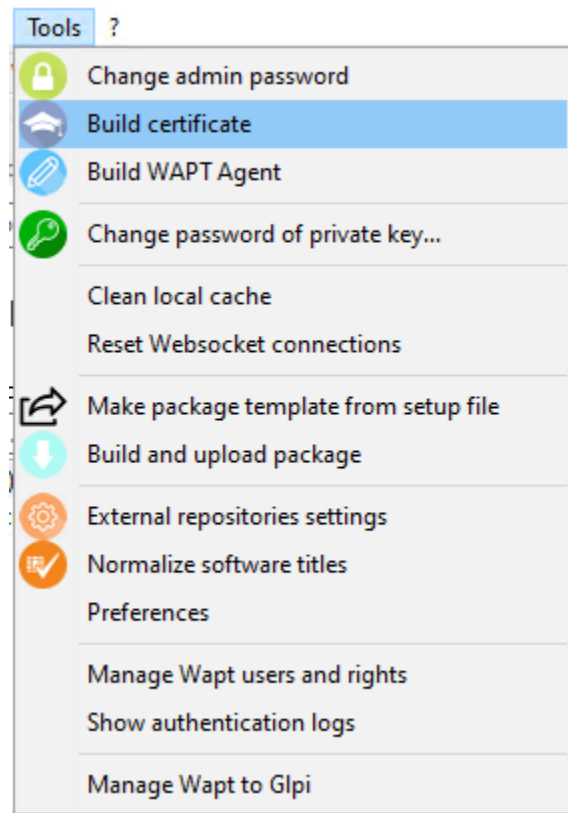 Tools ?
Change admin password
Build certificate
Build WAPT Agent
Change password of private key...
Clean local cache
Reset Websocket connections
Make package template from setup file
Build and upload package
External repositories settings
Normalize software titles
Preferences
Manage Wapt users and rights
Show authentication logs
Manage Wapt to Glpi